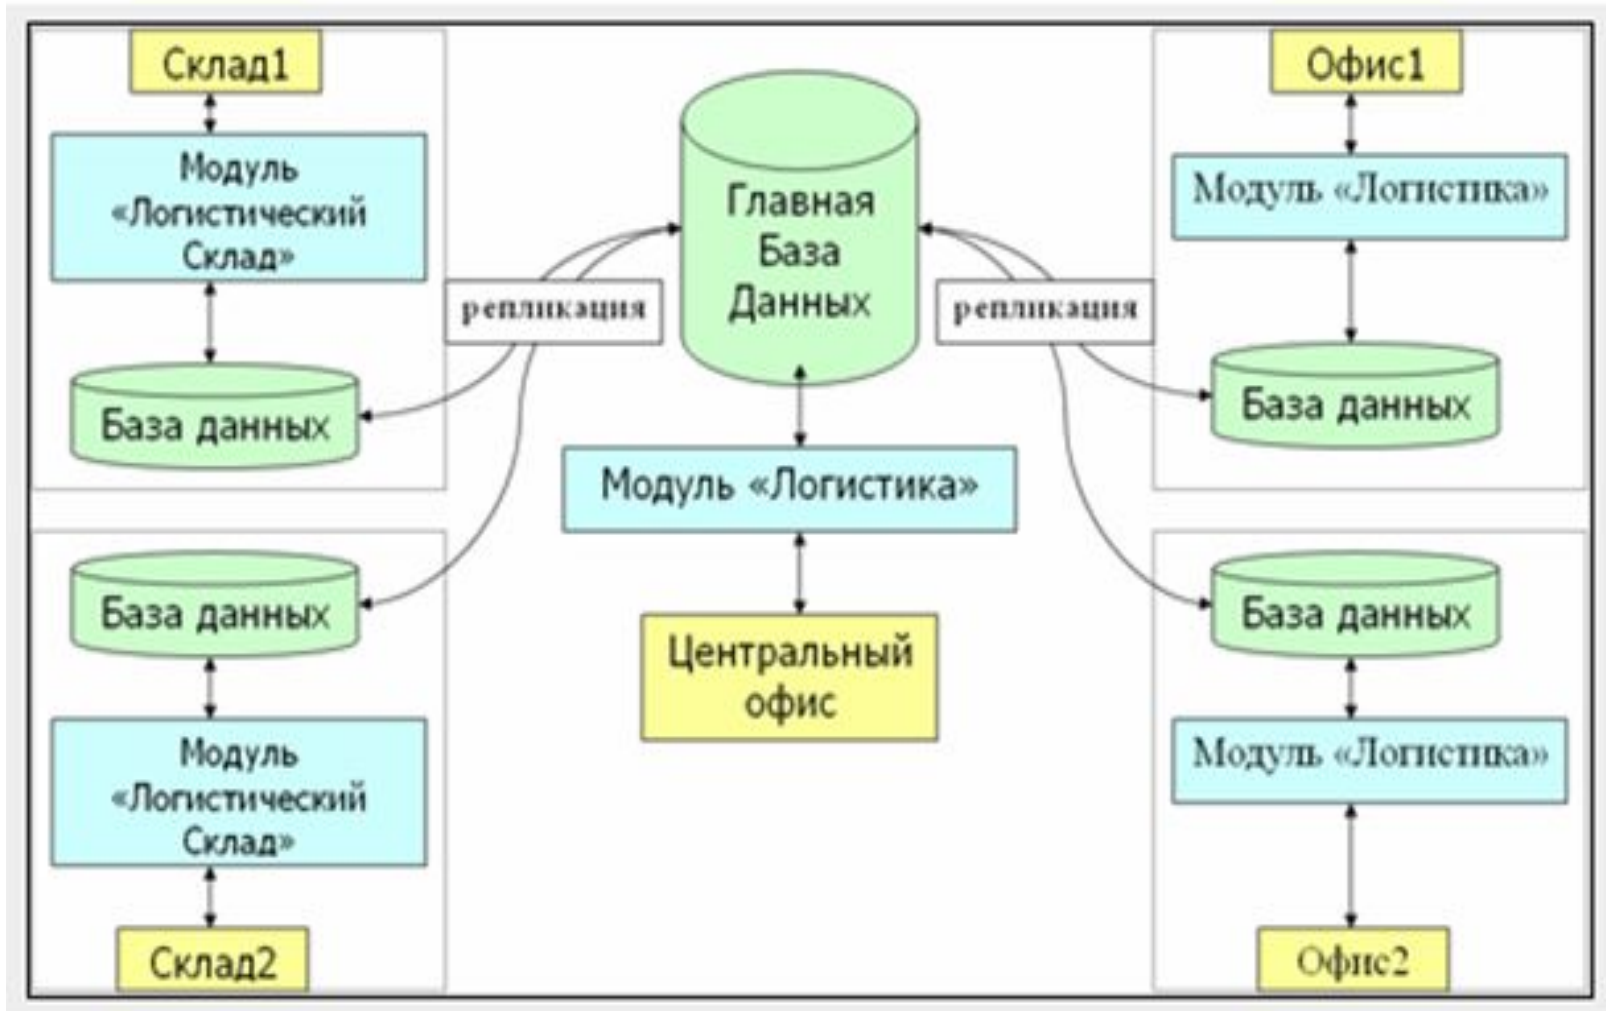 Склад1
Модуль
«Логистический
Склад»
База данных
База данных
Модуль
«Логистический
Склад»
Склад2
репликация
Главная
База
Данных
Модуль «Логистика»
Центральный
офис
репликация
Офис1
Модуль «Логистика»
База данных
База данных
Модуль «Логистика»
Офис2